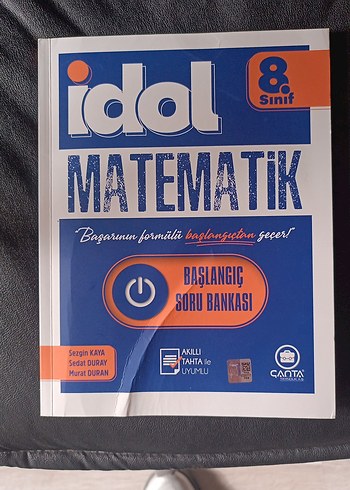 idol
8.
Sınıf
MATEMATİK
"Başarının formülü başlangıçtan geçer!"
BAŞLANGIÇ
SORU BANKASI
Sezgin KAYA
Sedat DURAY
Murat DURAN
AKILLI
TAHTA ile
UYUMLU
ÇANTA